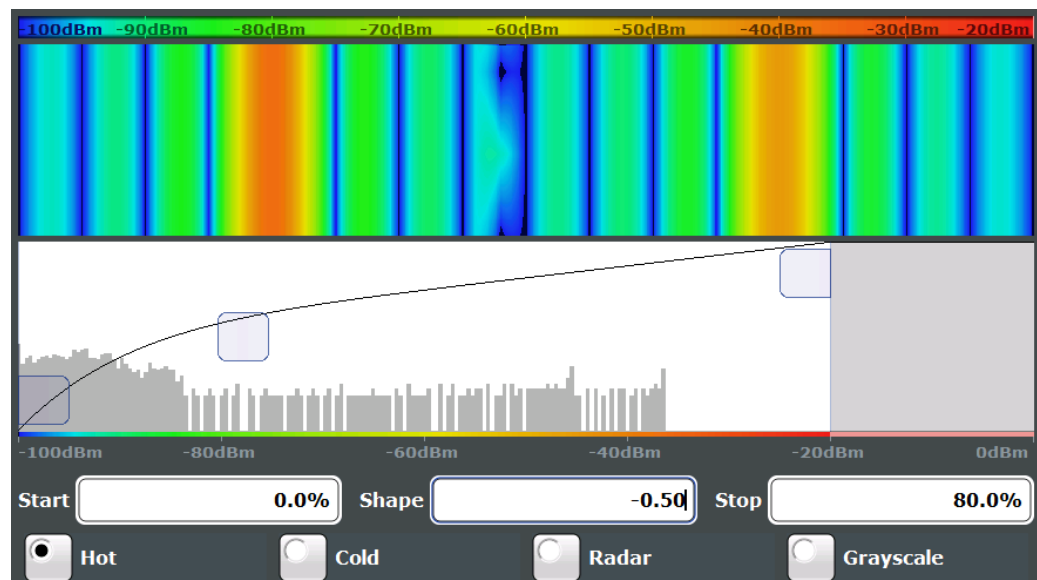 -100dBm -90dBm -80dBm -70dBm -60dBm -50dBm -40dBm -30dBm -20dBm
-100dBm -80dBm -60dBm -40dBm -20dBm 0dBm
Start 0.0% Shape -0.50 Stop 80.0%
Hot Cold Radar Grayscale